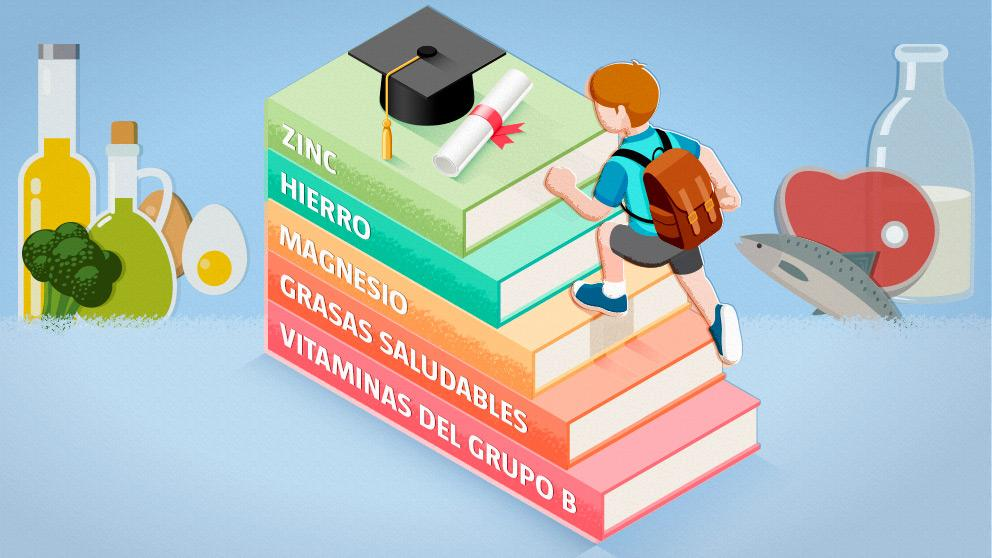 ZINC
HIERRO
MAGNESIO
GRASAS SALUDABLES
VITAMINAS DEL GRUPO B